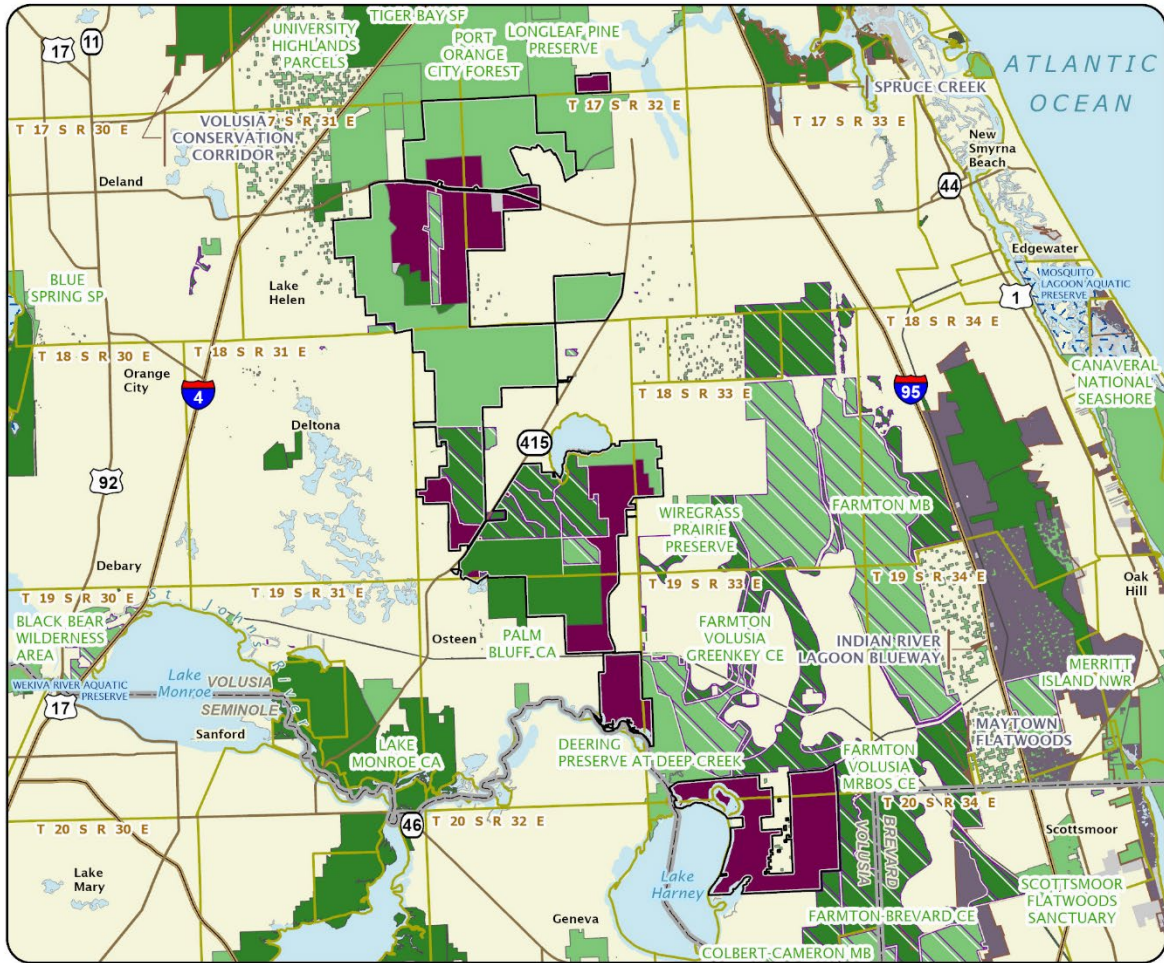 TIGER BAY SF
17
11
UNIVERSITY
HIGHLANDS
PARCELS
PORT
ORANGE
CITY FOREST
LONGLEAF PINE
PRESERVE
ATLANTIC
OCEAN
SPRUCE CREEK
T 17 S R 30 E
7 S R 31 E
T 17 S R 32 E
T 17 S R 33 E
VOLUSIA
CONSERVATION
CORRIDOR
New
Smyrna
Beach
Deland
44
Edgewater
BLUE
SPRING SP
Lake
Helen
MOSQUITO
LAGOON AQUATIC
PRESERVE
1
T 18 S R 30 E
T 18 S R 31 E
T 18 S R 34 E
Orange
City
4
T 18 S R 33 E
95
CANAVERAL
NATIONAL
SEASHORE
Deltona
415
92
WIREGRASS
PRAIRIE
PRESERVE
FARMTON MB
Debary
T 19 S R 30 E
T 19 S R 31 E
T 19 S R 33 E
T 19 S R 34 E
Oak
Hill
St. Johns River
BLACK BEAR
WILDERNESS
AREA
Osteen
PALM
BLUFF CA
FARMTON
VOLUSIA
GREENKEY CE
INDIAN RIVER
LAGOON BLUEWAY
MERRITT
ISLAND NWR
WEKIVA RIVER AQUATIC
PRESERVE
Lake
Monroe
VOLUSIA
SEMINOLE
17
Sanford
LAKE
MONROE CA
DEERING
PRESERVE AT DEEP CREEK
FARMTON
VOLUSIA
MRBOS CE
MAYTOWN
FLATWOODS
T 20 S R 30 E
46
T 20 S R 32 E
T 20 S R 34 E
VOLUSIA
BREVARD
Scottsmoor
Lake
Mary
Lake
Harney
Geneva
FARMTON-BREVARD CE
SCOTTSMOOR
FLATWOODS
SANCTUARY
COLBERT-CAMERON MB